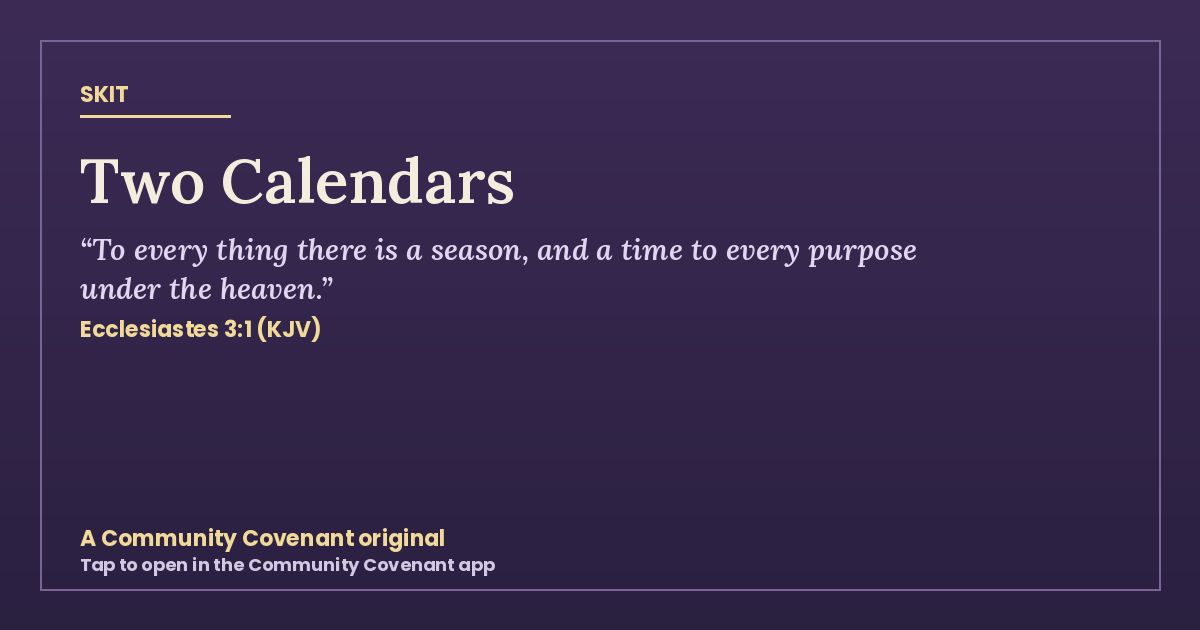 SKIT
Two Calendars
“To every thing there is a season, and a time to every purpose
under the heaven.”
Ecclesiastes 3:1 (KJV)
A Community Covenant original
Tap to open in the Community Covenant app